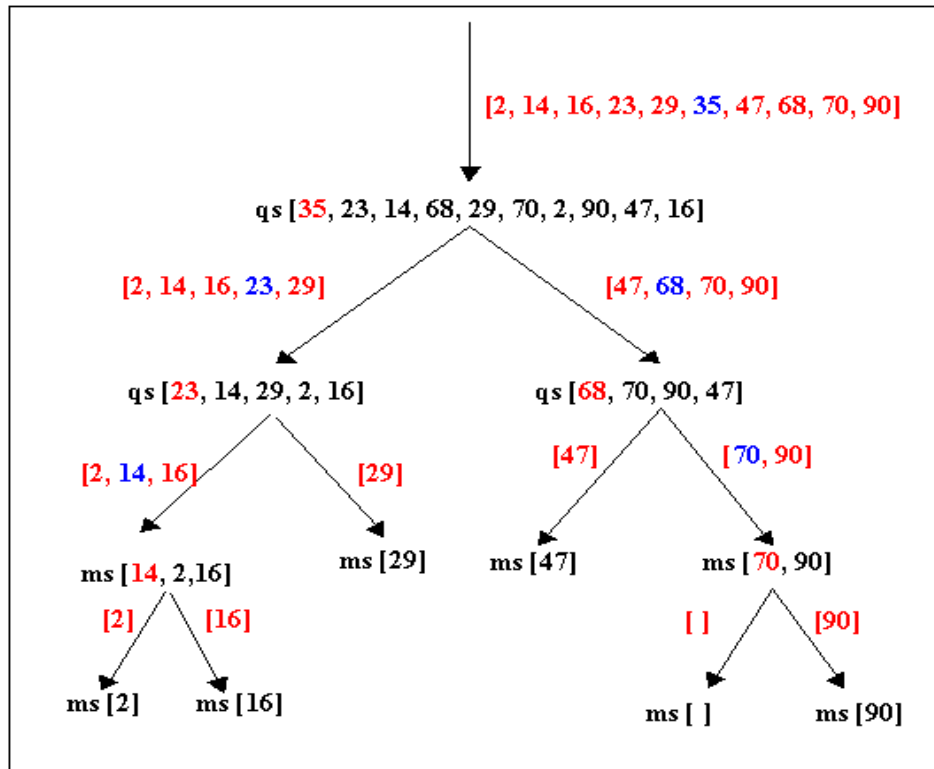 [2, 14, 16, 23, 29, 35, 47, 68, 70, 90]
qs [35, 23, 14, 68, 29, 70, 2, 90, 47, 16]
[2, 14, 16, 23, 29]
[47, 68, 70, 90]
qs [23, 14, 29, 2, 16]
qs [68, 70, 90, 47]
[2, 14, 16]
[29]
[47]
[70, 90]
ms [14, 2,16]
ms [29]
ms [47]
ms [70, 90]
[2]
[16]
[ ]
[90]
ms [2]
ms [16]
ms [ ]
ms [90]